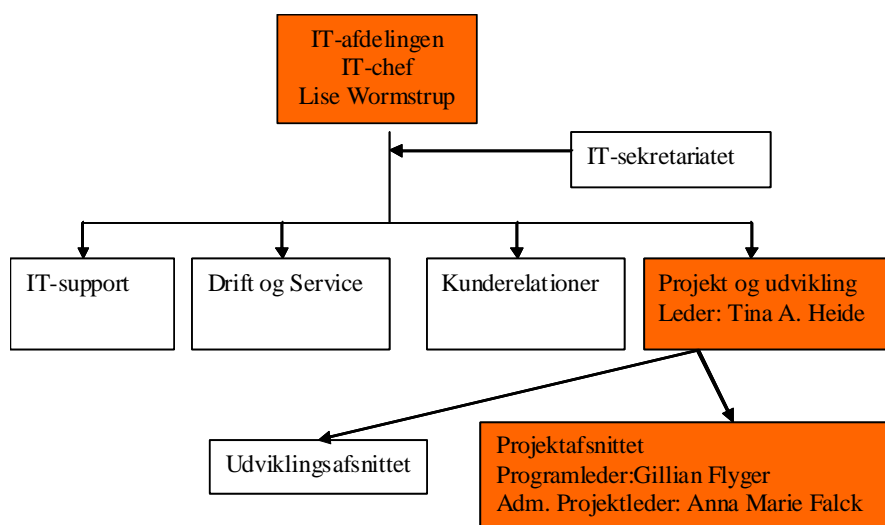 IT-afdelingen
IT-chef
Lise Wormstrup
IT-sekretariatet
IT-support
Drift og Service
Kunderelationer
Projekt og udvikling
Leder: Tina A. Heide
Udviklingsafsnittet
Projektafsnittet
Programleder:Gillian Flyger
Adm. Projektleder: Anna Marie Falck